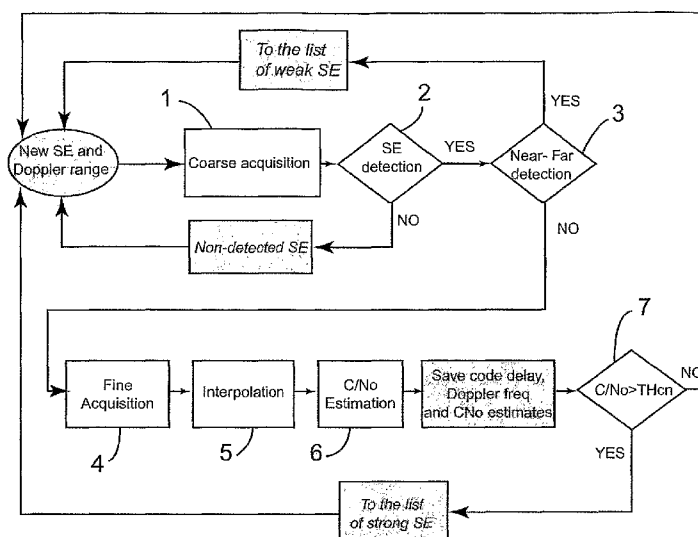 To the list
of weak SE
YES
1
2
3
New SE and
Doppler range
Coarse acquisition
SE
detection
YES
Near- Far
detection
NO
NO
Non-detected SE
7
Fine
Acquisition
Interpolation
C/No
Estimation
Save code delay,
Doppler freq
and CNo estimates
C/No>THcn
NO
4
5
6
YES
To the list
of strong SE